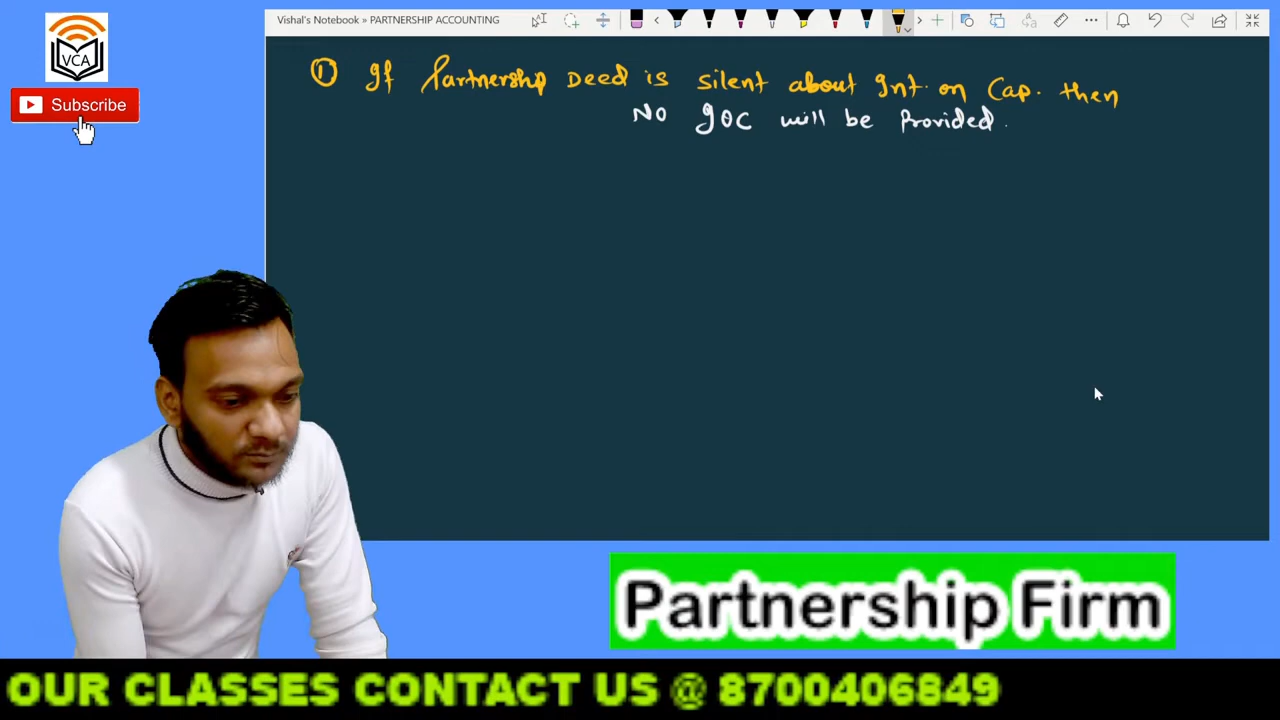 VCA
Subscribe
Vishal's Notebook » PARTNERSHIP ACCOUNTING
① If Partnership Deed is silent about Int. on Cap. then
NO IOC will be Provided.
Partnership Firm
OUR CLASSES CONTACT US @ 8700406849